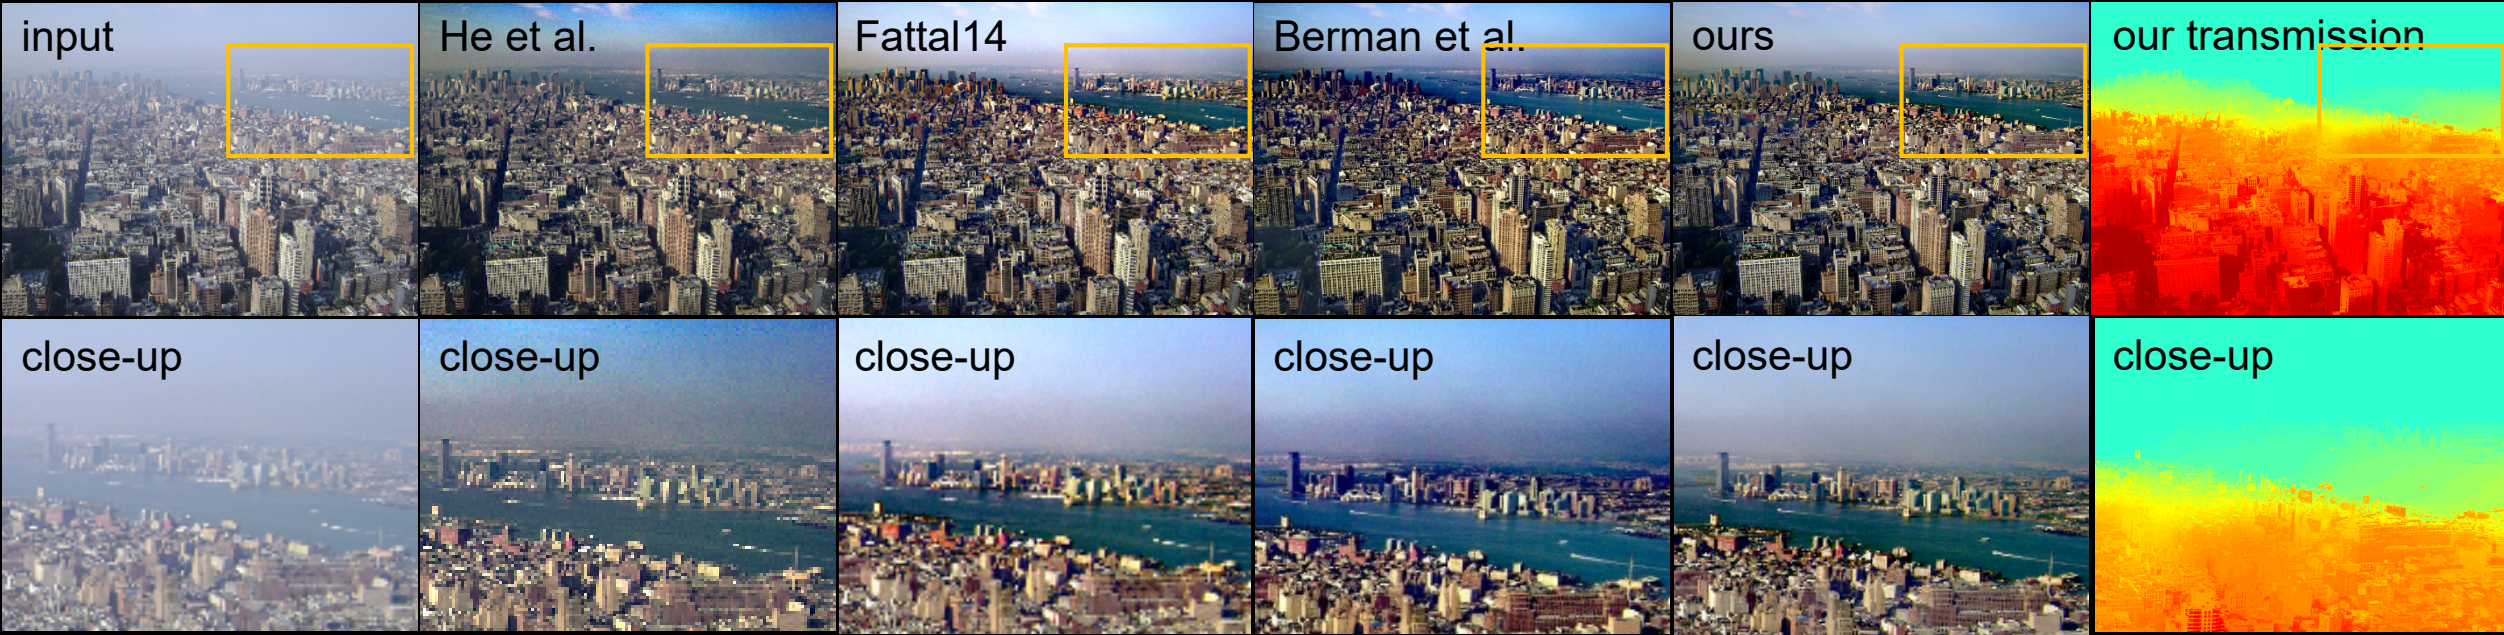 input
He et al.
Fattal14
Berman et al.
ours
our transmission
close-up
close-up
close-up
close-up
close-up
close-up